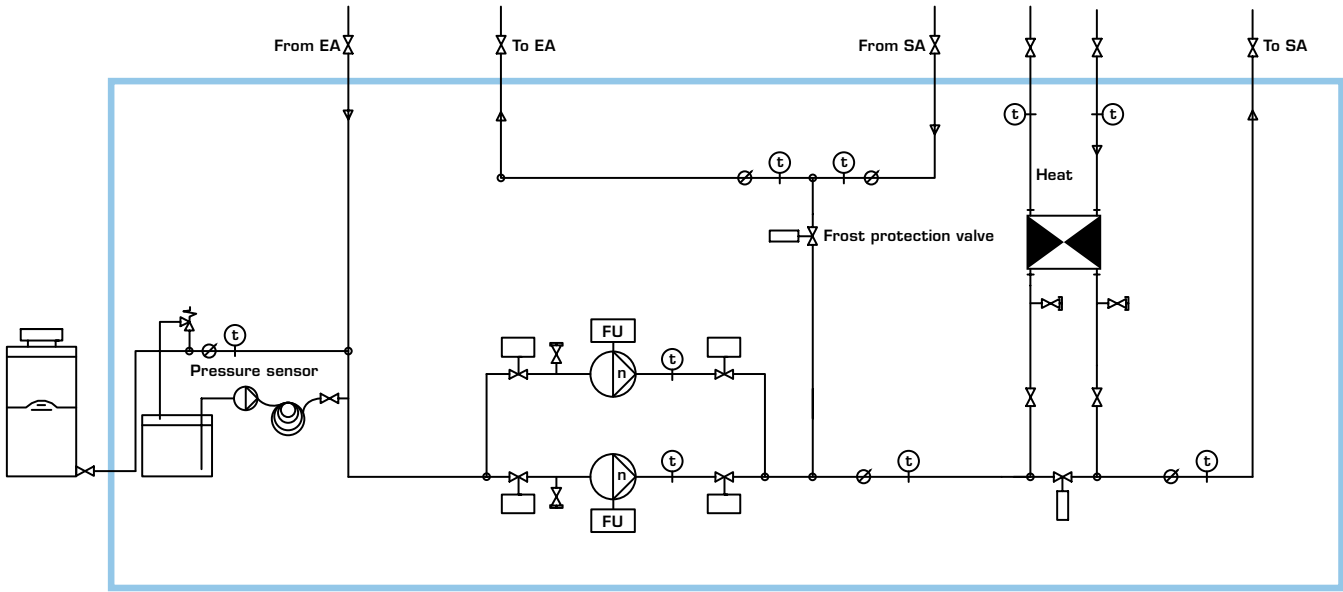 From EA
To EA
From SA
To SA
t
t
t
t
Heat
Frost protection valve
t
Pressure sensor
FU
n
t
n
t
FU
t
t